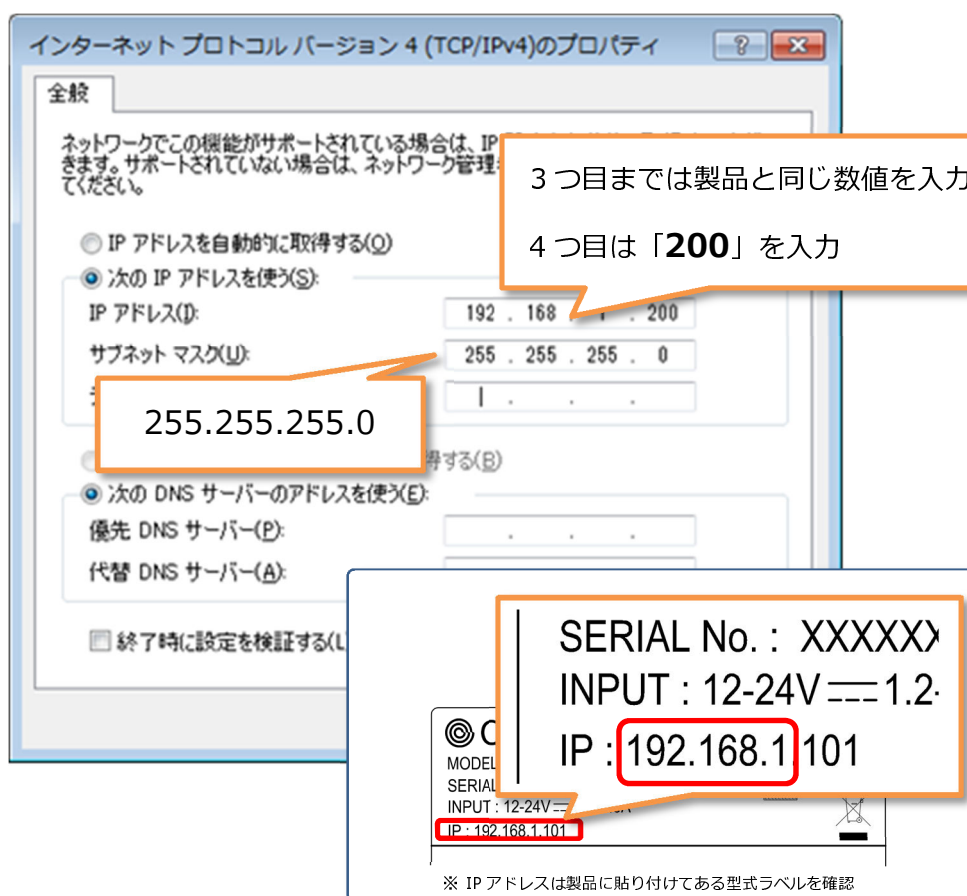 インターネット プロトコル バージョン 4 (TCP/IPv4)のプロパティ
全般
ネットワークでこの機能がサポートされている場合は、IP
きます。サポートされていない場合は、ネットワーク管理
てください。
3つ目までは製品と同じ数値を入力
4つ目は「200」を入力
IP アドレスを自動的に取得する(O)
次の IP アドレスを使う(S):
IP アドレス(I): 192 . 168 . 1 . 200
サブネット マスク(U): 255 . 255 . 255 . 0
255.255.255.0
得する(B)
次の DNS サーバーのアドレスを使う(E):
優先 DNS サーバー(P):
代替 DNS サーバー(A):
終了時に設定を検証する(L)
SERIAL No. : XXXXXX
INPUT : 12-24V 1.2-
IP : 192.168.1.101
MODEL
SERIAL
INPUT : 12-24V
IP : 192.168.1.101
※ IP アドレスは製品に貼り付けてある型式ラベルを確認